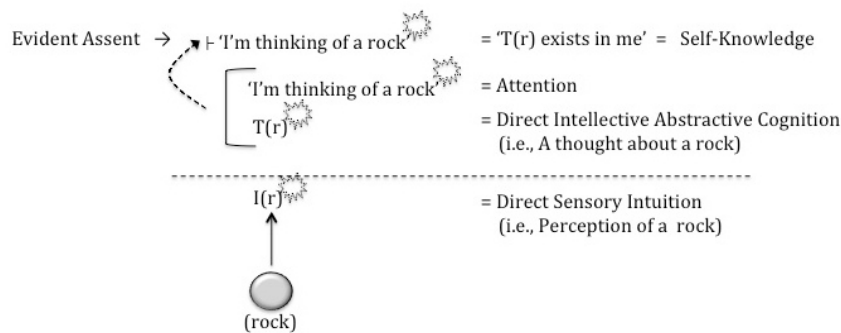 Evident Assent → ⊢ 'I'm thinking of a rock' = 'T(r) exists in me' = Self-Knowledge
'I'm thinking of a rock' = Attention
T(r) = Direct Intellective Abstractive Cognition
(i.e., A thought about a rock)
I(r) = Direct Sensory Intuition
(i.e., Perception of a rock)
(rock)